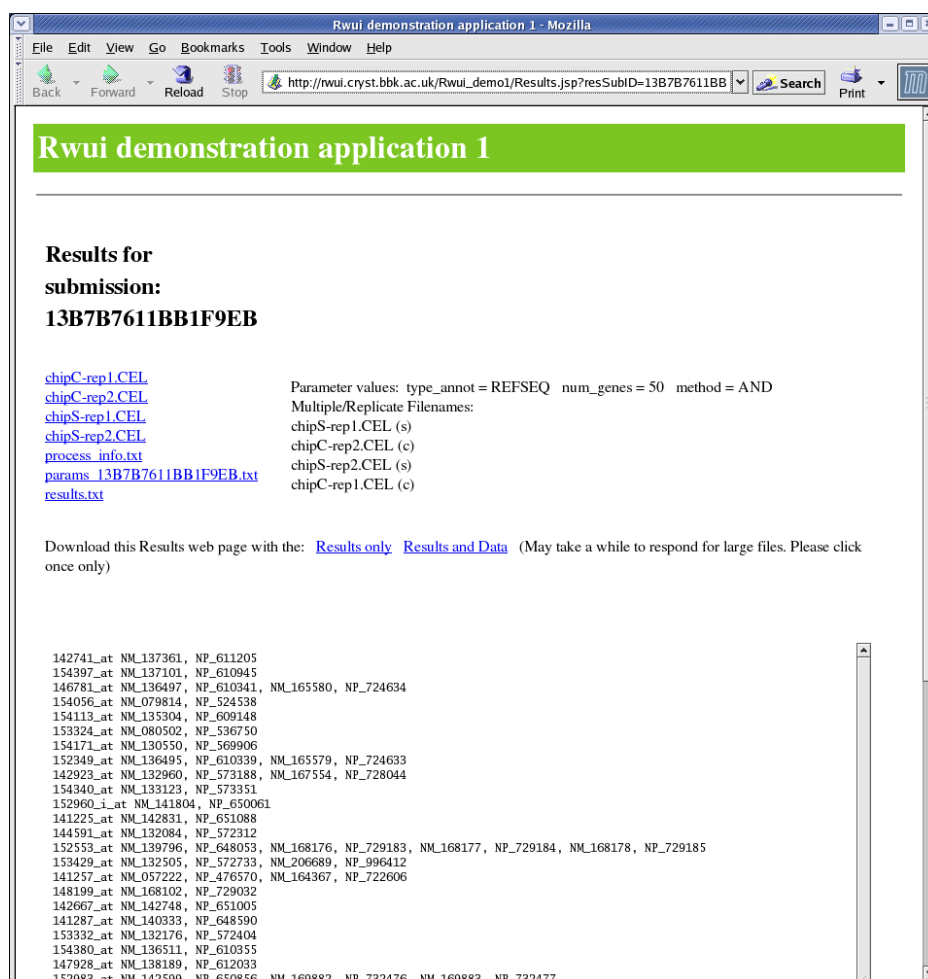 Rwui demonstration application 1 - Mozilla
File Edit View Go Bookmarks Tools Window Help
Back Forward Reload Stop http://rwui.cryst.bbk.ac.uk/Rwui_demo1/Results.jsp?resSubID=13B7B7611BB Search Print
Rwui demonstration application 1
Results for
submission:
13B7B7611BB1F9EB
chipC-rep1.CEL
chipC-rep2.CEL
chipS-rep1.CEL
chipS-rep2.CEL
process_info.txt
params_13B7B7611BB1F9EB.txt
results.txt
Parameter values: type_annot = REFSEQ num_genes = 50 method = AND
Multiple/Replicate Filenames:
chipS-rep1.CEL (s)
chipC-rep2.CEL (c)
chipS-rep2.CEL (s)
chipC-rep1.CEL (c)
Download this Results web page with the: Results only Results and Data (May take a while to respond for large files. Please click
once only)
142741_at NM_137361, NP_611205
154397_at NM_137101, NP_610945
146781_at NM_136497, NP_610341, NM_165580, NP_724634
154056_at NM_079814, NP_524538
154113_at NM_135304, NP_609148
153324_at NM_080502, NP_536750
154171_at NM_130550, NP_569906
152349_at NM_136495, NP_610339, NM_165579, NP_724633
142923_at NM_132960, NP_573188, NM_167554, NP_728044
154340_at NM_133123, NP_573351
152960_i_at NM_141804, NP_650061
141225_at NM_142831, NP_651088
144591_at NM_132084, NP_572312
152553_at NM_139796, NP_648053, NM_168176, NP_729183, NM_168177, NP_729184, NM_168178, NP_729185
153429_at NM_132505, NP_572733, NM_206689, NP_996412
141257_at NM_057222, NP_476570, NM_164367, NP_722606
148199_at NM_168102, NP_729032
142667_at NM_142748, NP_651005
141287_at NM_140333, NP_648590
153332_at NM_132176, NP_572404
154380_at NM_136511, NP_610355
147928_at NM_138189, NP_612033
152983_at NM_142599, NP_650856, NM_169882, NP_732476, NM_169883, NP_732477